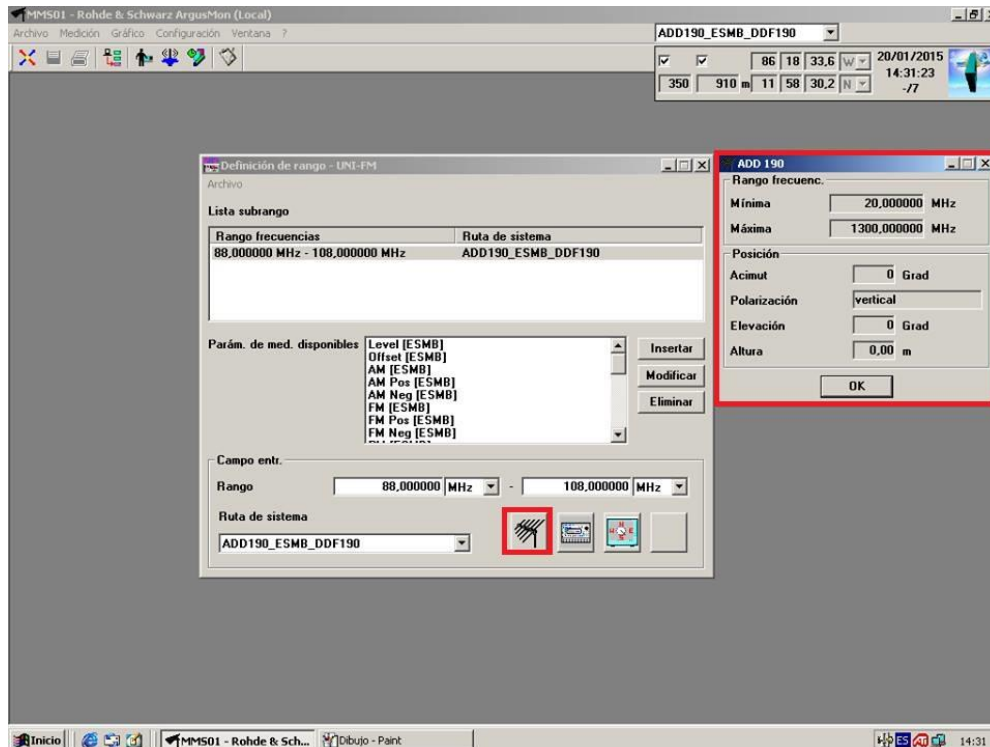 MMS01 - Rohde & Schwarz ArgusMon (Local)
Archivo Medición Gráfico Configuración Ventana ?
ADD190_ESMB_DDF190
86 18 33,6 W
20/01/2015
14:31:23
-/7
350 910 m 11 58 30,2 N
Definición de rango - UNI-FM
Archivo
Lista subrango
Rango frecuencias Ruta de sistema
88,000000 MHz - 108,000000 MHz ADD190_ESMB_DDF190
Parám. de med. disponibles
Level [ESMB]
Offset [ESMB]
AM [ESMB]
AM Pos [ESMB]
AM Neg [ESMB]
FM [ESMB]
FM Pos [ESMB]
FM Neg [ESMB]
Insertar
Modificar
Eliminar
Campo entr.
Rango 88,000000 MHz - 108,000000 MHz
Ruta de sistema
ADD190_ESMB_DDF190
ADD 190
Rango frecuenc.
Mínima 20,000000 MHz
Máxima 1300,000000 MHz
Posición
Acimut 0 Grad
Polarización vertical
Elevación 0 Grad
Altura 0,00 m
OK
Inicio MMS01 - Rohde & Sch... Dibujo - Paint ES 14:31